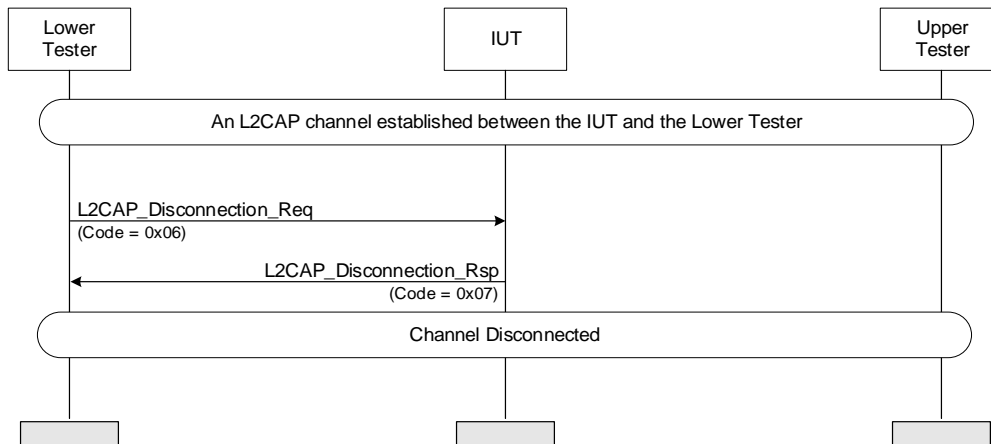 Lower
Tester
IUT
Upper
Tester
An L2CAP channel established between the IUT and the Lower Tester
L2CAP_Disconnection_Req
(Code = 0x06)
L2CAP_Disconnection_Rsp
(Code = 0x07)
Channel Disconnected